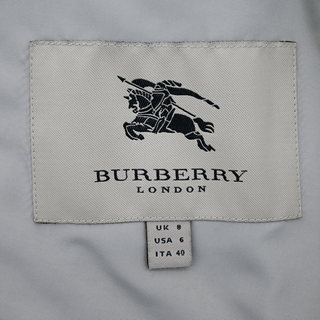 BURBERRY
LONDON
UK 8
USA 6
ITA 40